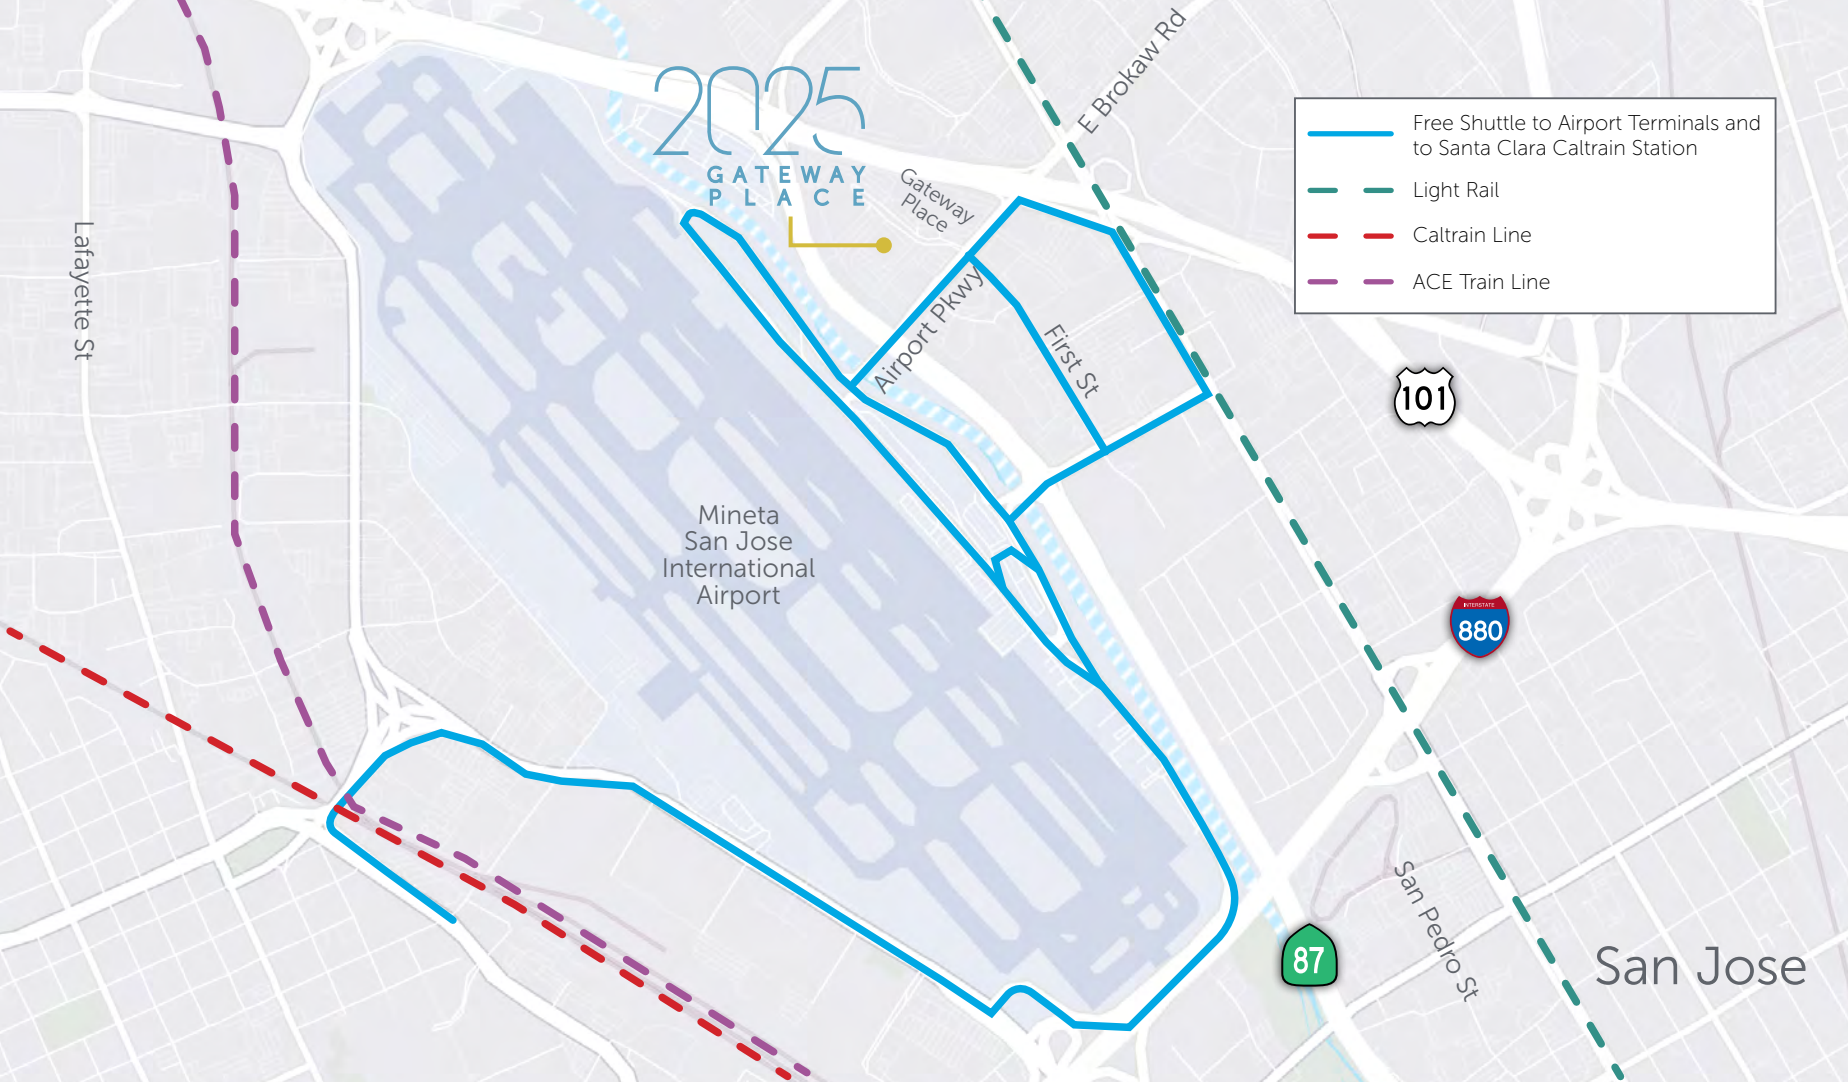 2025
GATEWAY
PLACE
Gateway
Place
E Brokaw Rd
Free Shuttle to Airport Terminals and
to Santa Clara Caltrain Station
Light Rail
Caltrain Line
ACE Train Line
Lafayette St
Airport Pkwy
First St
101
Mineta
San Jose
International
Airport
INTERSTATE
880
San Pedro St
87
San Jose